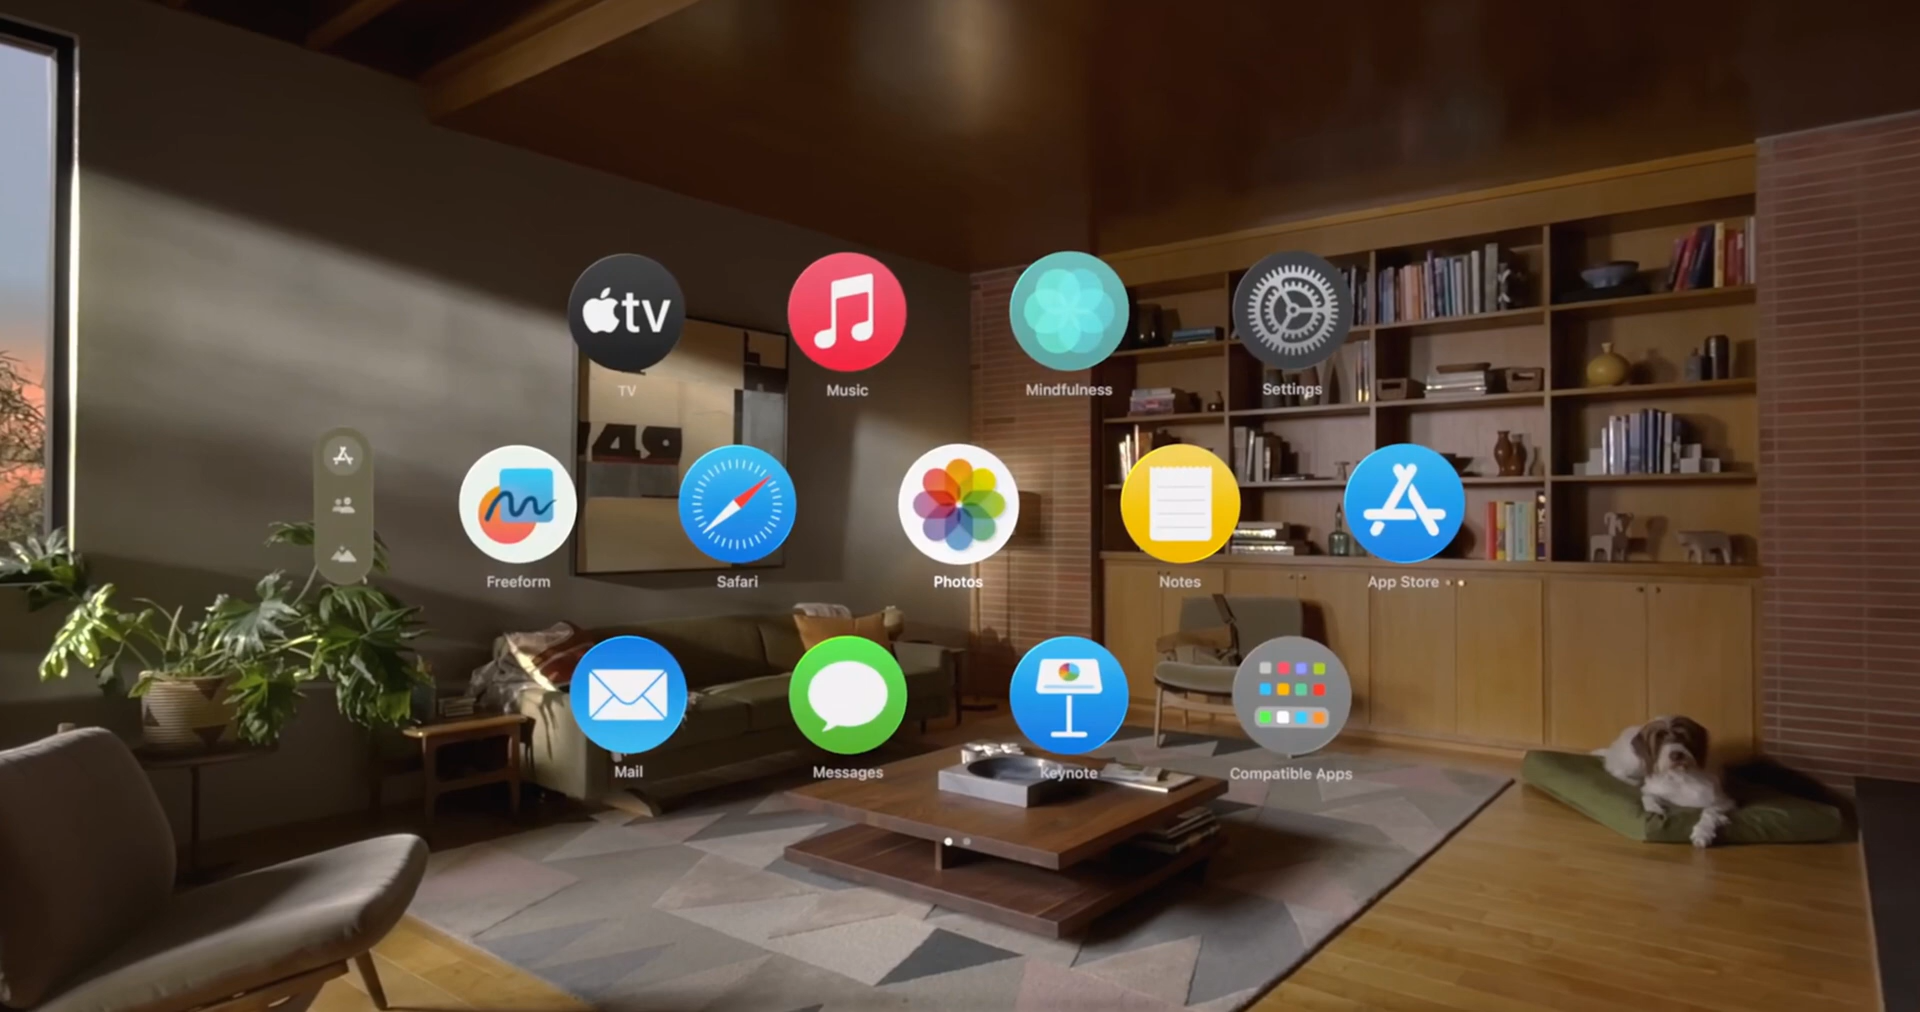 tv
TV
Music
Mindfulness
Settings
Freeform
Safari
Photos
Notes
App Store
Mail
Messages
Keynote
Compatible Apps